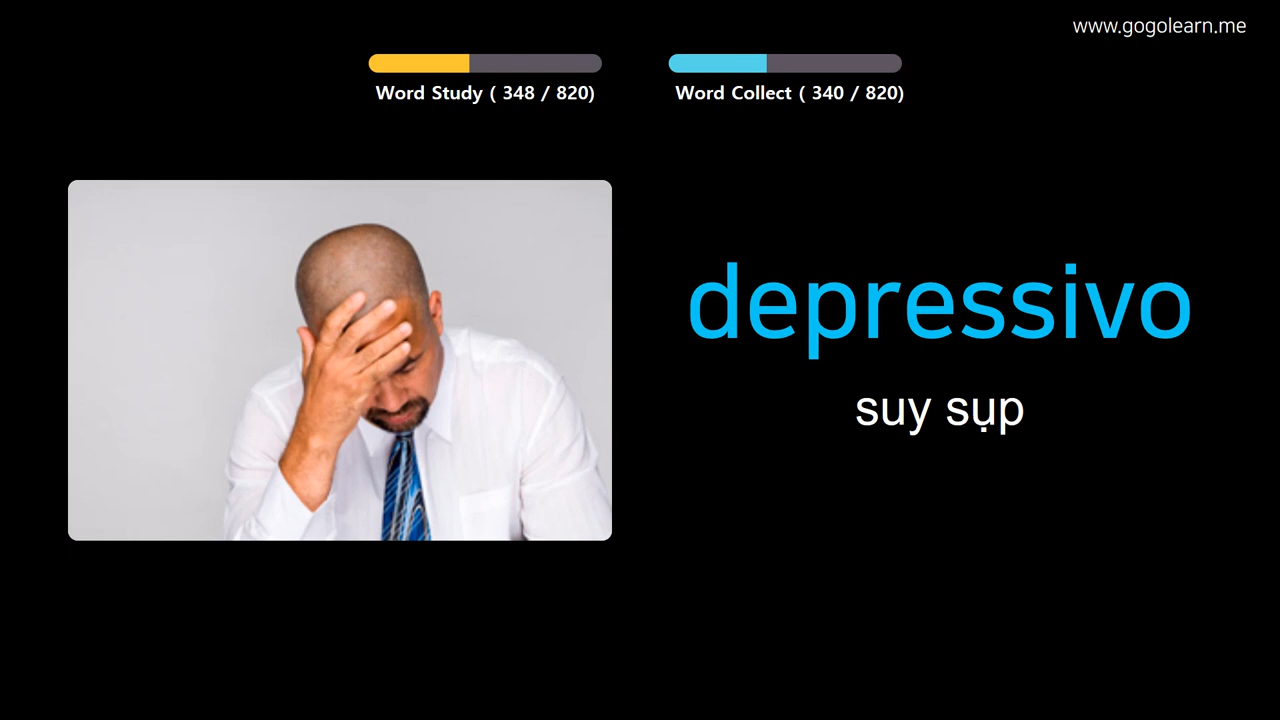 www.gogolearn.me
Word Study ( 348 / 820)
Word Collect ( 340 / 820)
depressivo
suy sụp